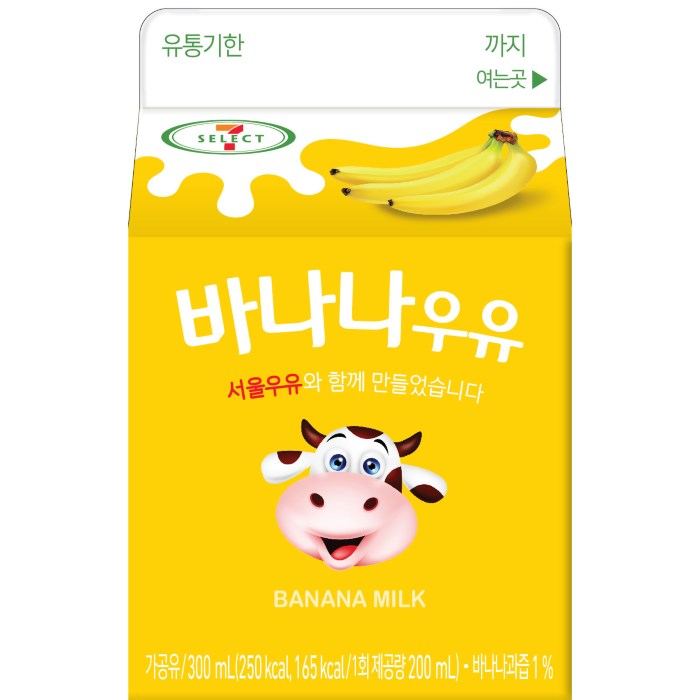 유통기한 까지
여는곳 ▶
7 SELECT
바나나우유
서울우유와 함께 만들었습니다
BANANA MILK
가공유/300 mL(250 kcal, 165 kcal/1회 제공량 200 mL) - 바나나과즙 1 %